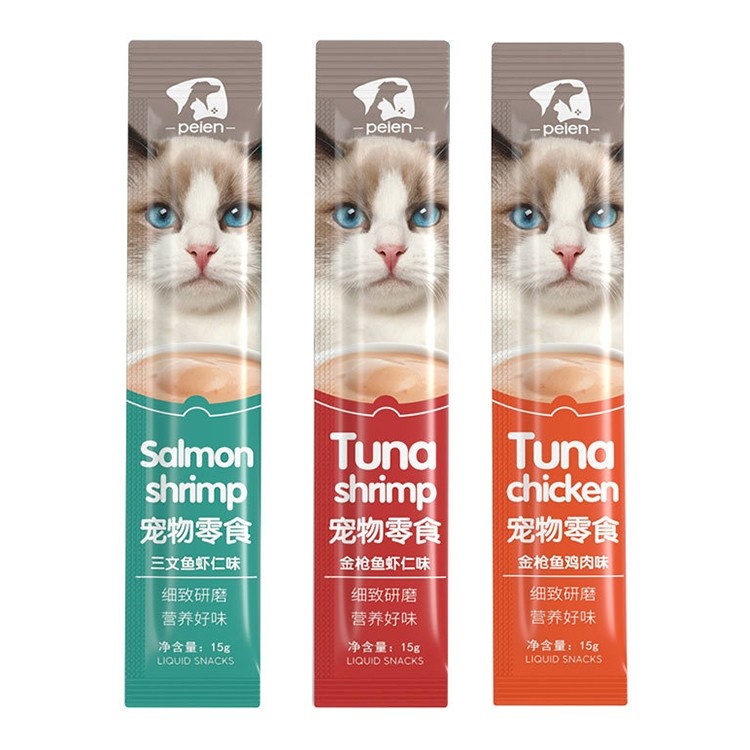 peien
Salmon
shrimp
宠物零食
三文鱼虾仁味
细致研磨
营养好味
净含量：15g
LIQUID SNACKS
peien
Tuna
shrimp
宠物零食
金枪鱼虾仁味
细致研磨
营养好味
净含量：15g
LIQUID SNACKS
peien
Tuna
chicken
宠物零食
金枪鱼鸡肉味
细致研磨
营养好味
净含量：15g
LIQUID SNACKS